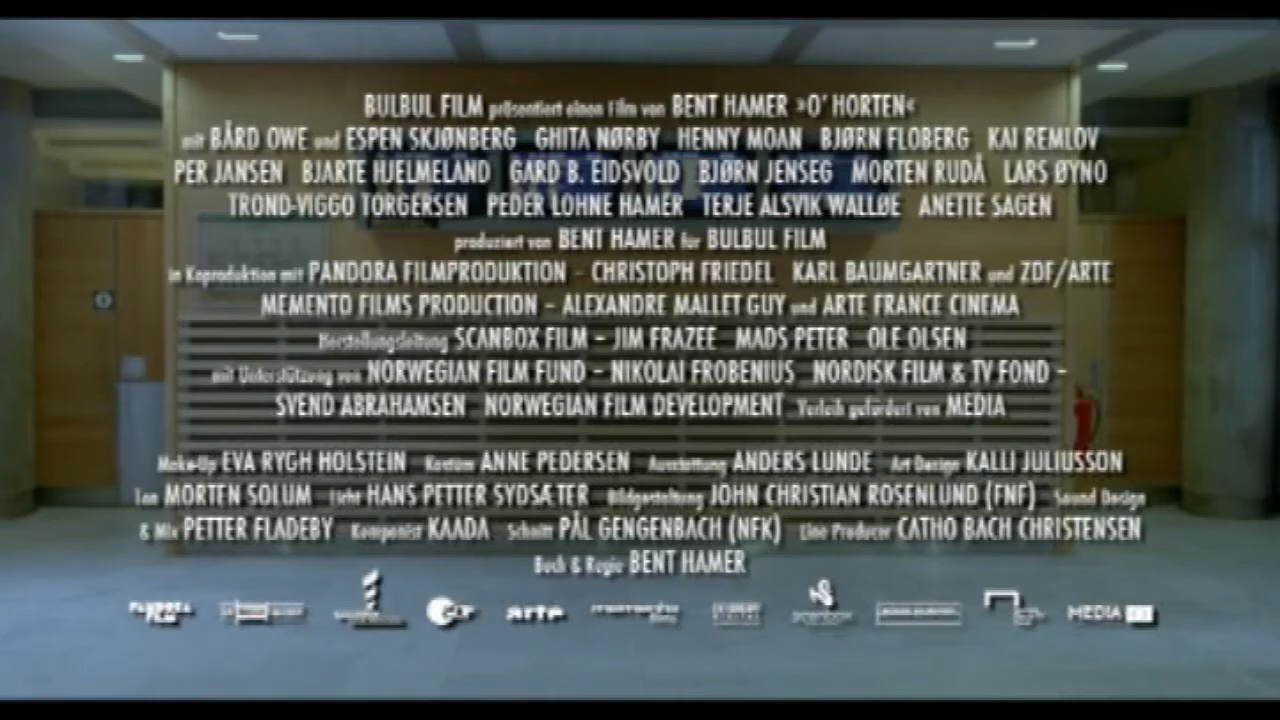 BULBUL FILM präsentiert einen Film von BENT HAMER »O' HORTEN«
mit BÅRD OWE und ESPEN SKJØNBERG GHITA NØRBY HENNY MOAN BJØRN FLOBERG KAI REMLOV
PER JANSEN BJARTE HJELMELAND GARD B. EIDSVOLD BJØRN JENSEG MORTEN RUDÅ LARS ØYNO
TROND-VIGGO TORGERSEN PEDER LOHNE HAMER TERJE ALSVIK WALLØE ANETTE SAGEN
produziert von BENT HAMER für BULBUL FILM
in Koproduktion mit PANDORA FILMPRODUKTION - CHRISTOPH FRIEDEL KARL BAUMGARTNER und ZDF/ARTE
MEMENTO FILMS PRODUCTION - ALEXANDRE MALLET GUY und ARTE FRANCE CINEMA
Herstellungsleitung SCANBOX FILM - JIM FRAZEE MADS PETER OLE OLSEN
mit Unterstützung von NORWEGIAN FILM FUND - NIKOLAI FROBENIUS NORDISK FILM & TV FOND -
SVEND ABRAHAMSEN NORWEGIAN FILM DEVELOPMENT Verleih gefördert von MEDIA
Make-Up EVA RYGH HOLSTEIN Kostüm ANNE PEDERSEN Ausstattung ANDERS LUNDE Art Design KALLI JULIUSSON
Ton MORTEN SOLUM Licht HANS PETTER SYDSÆTER Bildgestaltung JOHN CHRISTIAN ROSENLUND (FNF) Sound Design
& Mix PETTER FLADEBY Komponist KAADA Schnitt PÅL GENGENBACH (NFK) Line Producer CATHO BACH CHRISTENSEN
Buch & Regie BENT HAMER
PANDORA FILM ZDF arte MEDIA